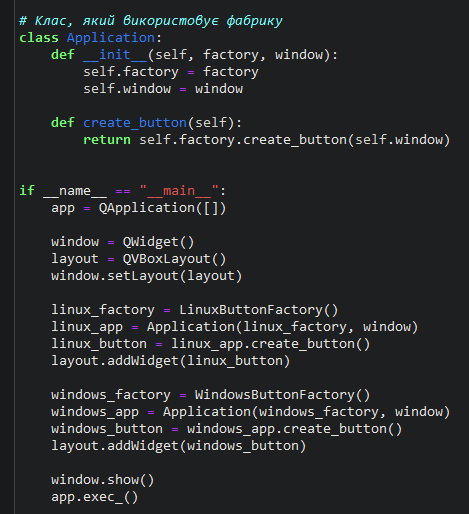 # Клас, який використовує фабрику
class Application:
    def __init__(self, factory, window):
        self.factory = factory
        self.window = window
    def create_button(self):
        return self.factory.create_button(self.window)
if __name__ == "__main__":
    app = QApplication([])
    window = QWidget()
    layout = QVBoxLayout()
    window.setLayout(layout)
    linux_factory = LinuxButtonFactory()
    linux_app = Application(linux_factory, window)
    linux_button = linux_app.create_button()
    layout.addWidget(linux_button)
    windows_factory = WindowsButtonFactory()
    windows_app = Application(windows_factory, window)
    windows_button = windows_app.create_button()
    layout.addWidget(windows_button)
    window.show()
    app.exec_()